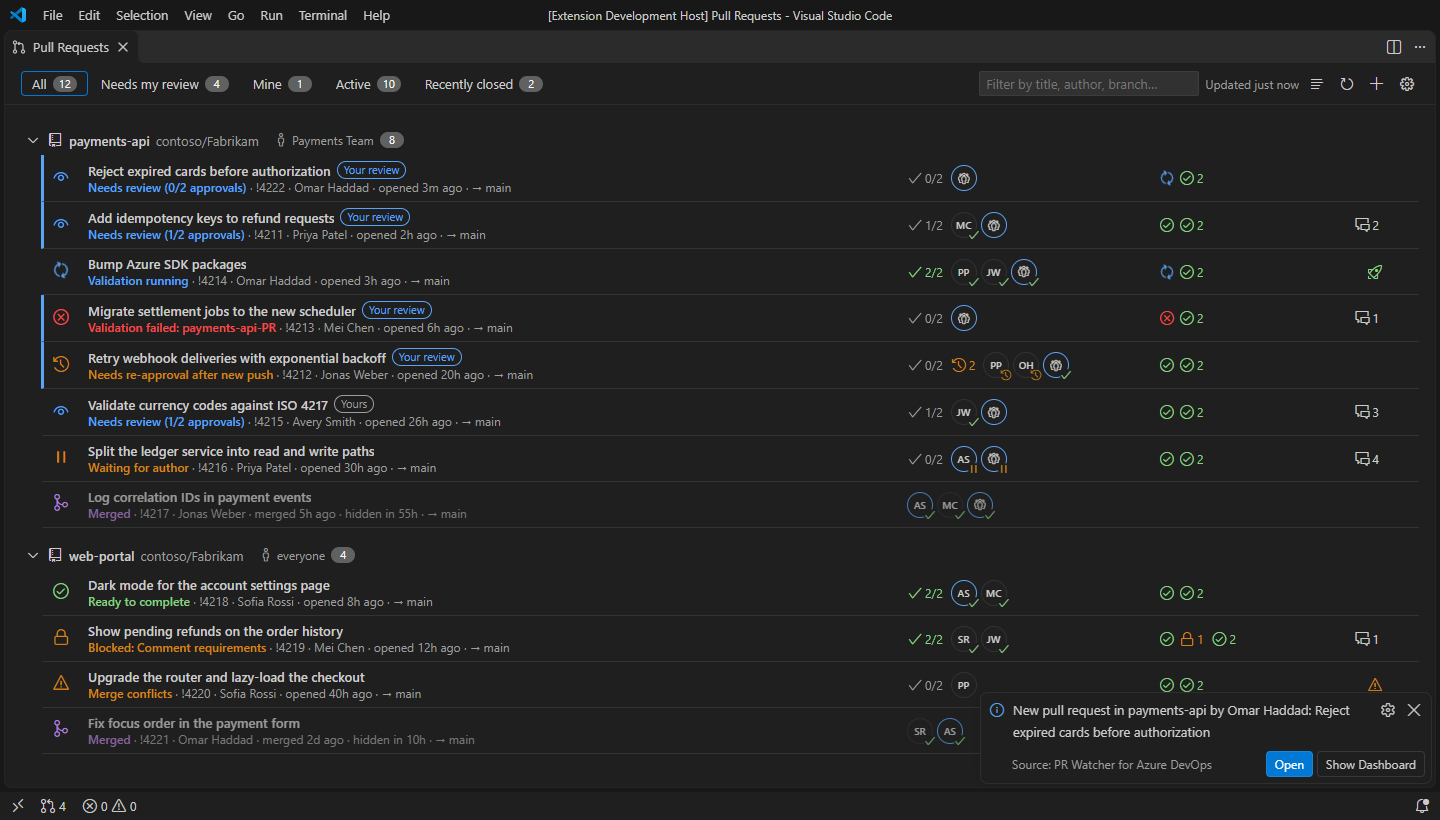 File Edit Selection View Go Run Terminal Help [Extension Development Host] Pull Requests - Visual Studio Code
Pull Requests
All 12 Needs my review 4 Mine 1 Active 10 Recently closed 2 Filter by title, author, branch... Updated just now
payments-api contoso/Fabrikam Payments Team 8
Reject expired cards before authorization Your review
Needs review (0/2 approvals) · !4222 · Omar Haddad · opened 3m ago · → main
0/2 2
Add idempotency keys to refund requests Your review
Needs review (1/2 approvals) · !4211 · Priya Patel · opened 2h ago · → main
1/2 MC 2 2
Bump Azure SDK packages
Validation running · !4214 · Omar Haddad · opened 3h ago · → main
2/2 PP JW 2
Migrate settlement jobs to the new scheduler Your review
Validation failed: payments-api-PR · !4213 · Mei Chen · opened 6h ago · → main
0/2 2 1
Retry webhook deliveries with exponential backoff Your review
Needs re-approval after new push · !4212 · Jonas Weber · opened 20h ago · → main
0/2 2 PP OH 2
Validate currency codes against ISO 4217 Yours
Needs review (1/2 approvals) · !4215 · Avery Smith · opened 26h ago · → main
1/2 JW 2 3
Split the ledger service into read and write paths
Waiting for author · !4216 · Priya Patel · opened 30h ago · → main
0/2 AS 2 4
Log correlation IDs in payment events
Merged · !4217 · Jonas Weber · merged 5h ago · hidden in 55h · → main
AS MC
web-portal contoso/Fabrikam everyone 4
Dark mode for the account settings page
Ready to complete · !4218 · Sofia Rossi · opened 8h ago · → main
2/2 AS MC 2
Show pending refunds on the order history
Blocked: Comment requirements · !4219 · Mei Chen · opened 12h ago · → main
2/2 SR JW 1 2 1
Upgrade the router and lazy-load the checkout
Merge conflicts · !4220 · Sofia Rossi · opened 40h ago · → main
0/2 PP 2
Fix focus order in the payment form
Merged · !4221 · Omar Haddad · merged 2d ago · hidden in 10h · → main
SR AS
New pull request in payments-api by Omar Haddad: Reject
expired cards before authorization
Source: PR Watcher for Azure DevOps Open Show Dashboard
4 0 0